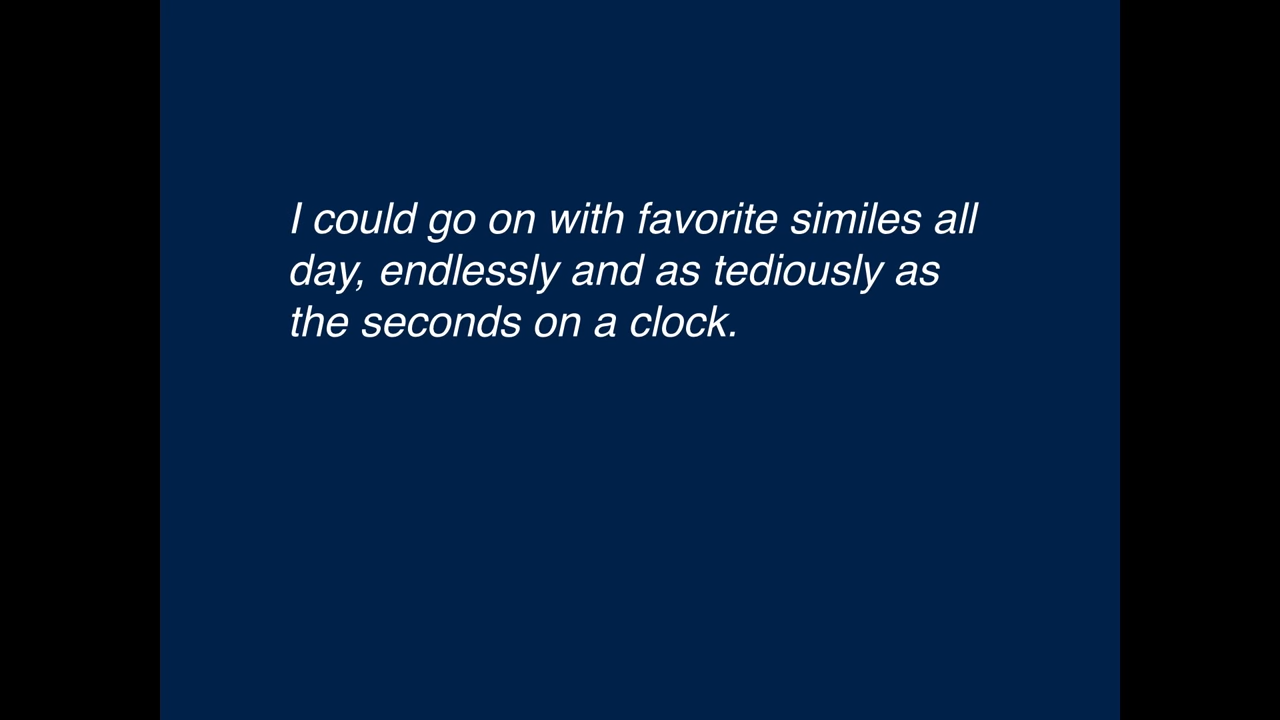 I could go on with favorite similes all
day, endlessly and as tediously as
the seconds on a clock.